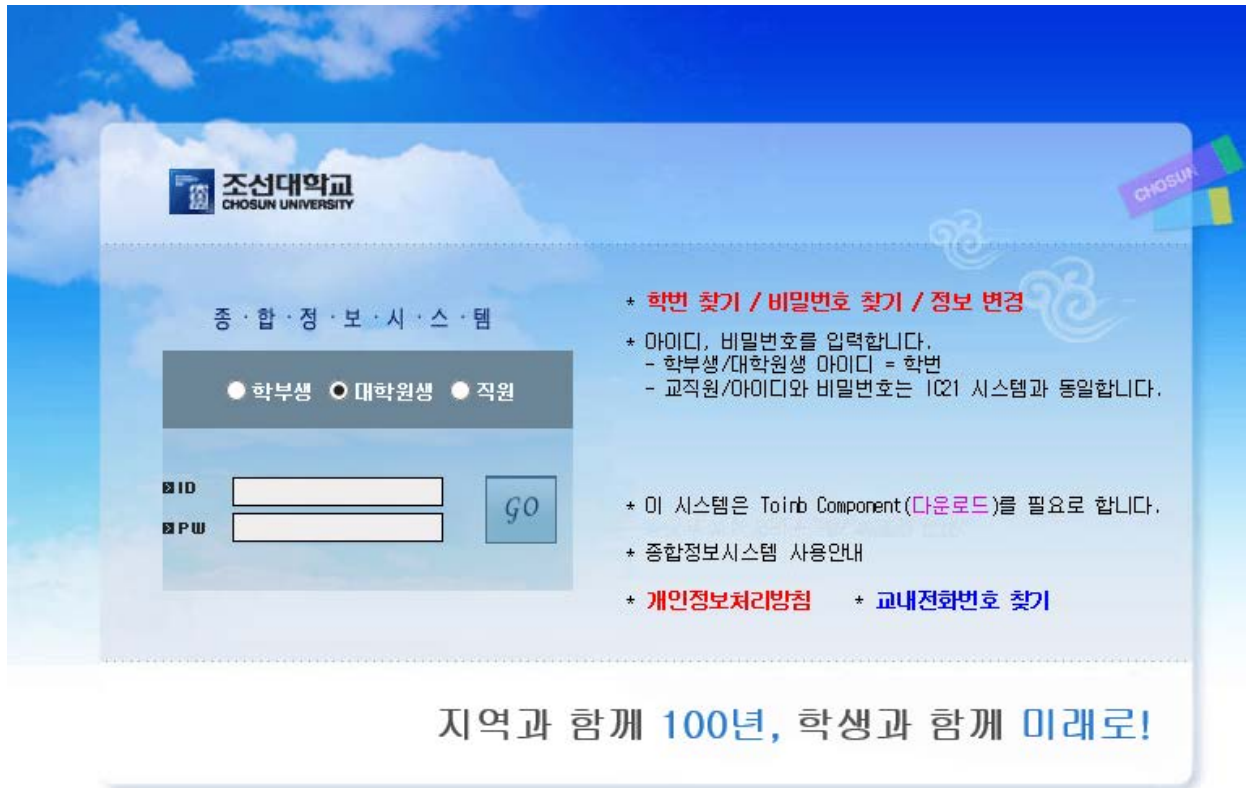 조선대학교
CHOSUN UNIVERSITY
CHOSUN
종·합·정·보·시·스·템
학부생 대학원생 직원
ID
PW
GO
* 학번 찾기 / 비밀번호 찾기 / 정보 변경
* 아이디, 비밀번호를 입력합니다.
- 학부생/대학원생 아이디 = 학번
- 교직원/아이디와 비밀번호는 1C21 시스템과 동일합니다.
* 이 시스템은 Toinb Component(다운로드)를 필요로 합니다.
* 종합정보시스템 사용안내
* 개인정보처리방침 * 교내전화번호 찾기
지역과 함께 100년, 학생과 함께 미래로!